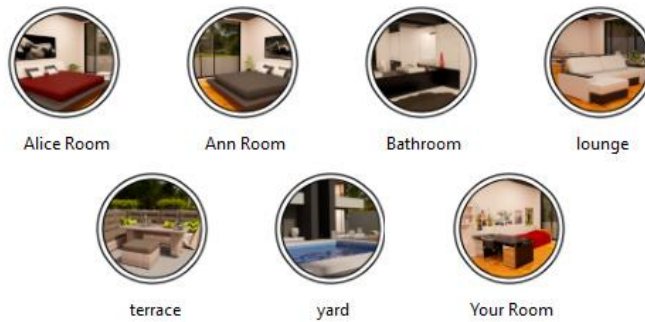 Alice Room
Ann Room
Bathroom
lounge
terrace
yard
Your Room